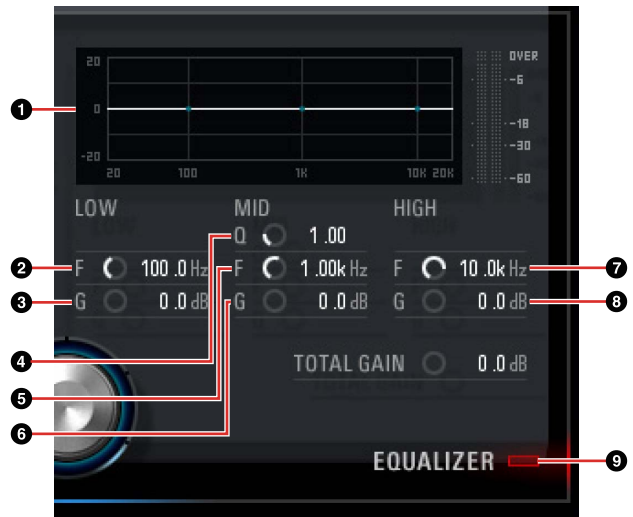 20
0
-20
20 100 1K 10K 20K
OVER
-6
-18
-30
-60
1
LOW MID HIGH
Q 1.00
F 100.0 Hz F 1.00k Hz F 10.0k Hz
G 0.0 dB G 0.0 dB G 0.0 dB
2
3
4
5
6
7
8
TOTAL GAIN 0.0 dB
EQUALIZER
9